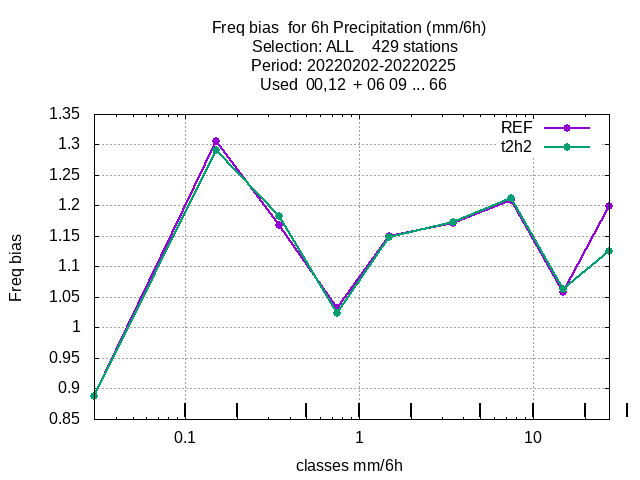 Freq bias  for 6h Precipitation (mm/6h)
Selection: ALL    429 stations
Period: 20220202-20220225
Used  00,12  + 06 09 ... 66
1.35
1.3
1.25
1.2
1.15
1.1
1.05
1
0.95
0.9
0.85
Freq bias
REF
t2h2
0.1 1 10
classes mm/6h